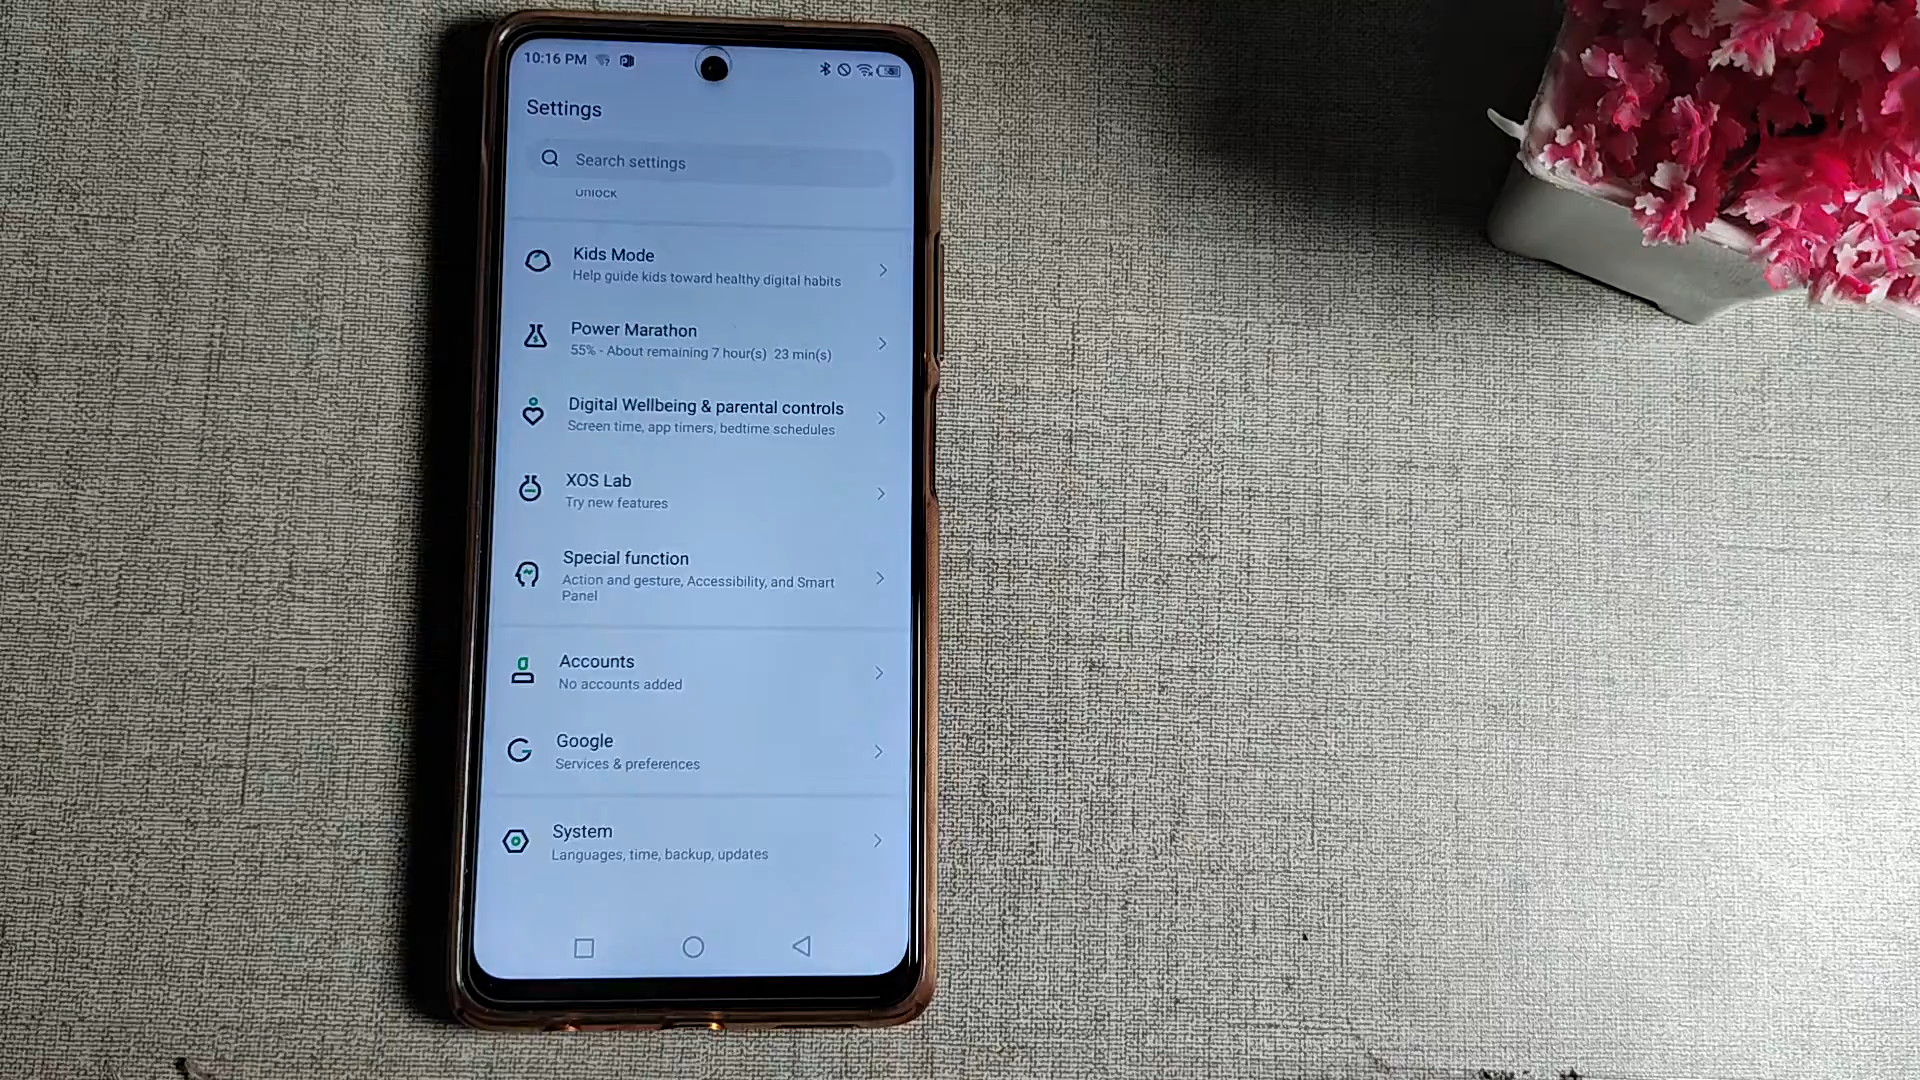 10:16 PM
Settings
Search settings
unlock
Kids Mode
Help guide kids toward healthy digital habits
Power Marathon
55% - About remaining 7 hour(s) 23 min(s)
Digital Wellbeing & parental controls
Screen time, app timers, bedtime schedules
XOS Lab
Try new features
Special function
Action and gesture, Accessibility, and Smart
Panel
Accounts
No accounts added
Google
Services & preferences
System
Languages, time, backup, updates